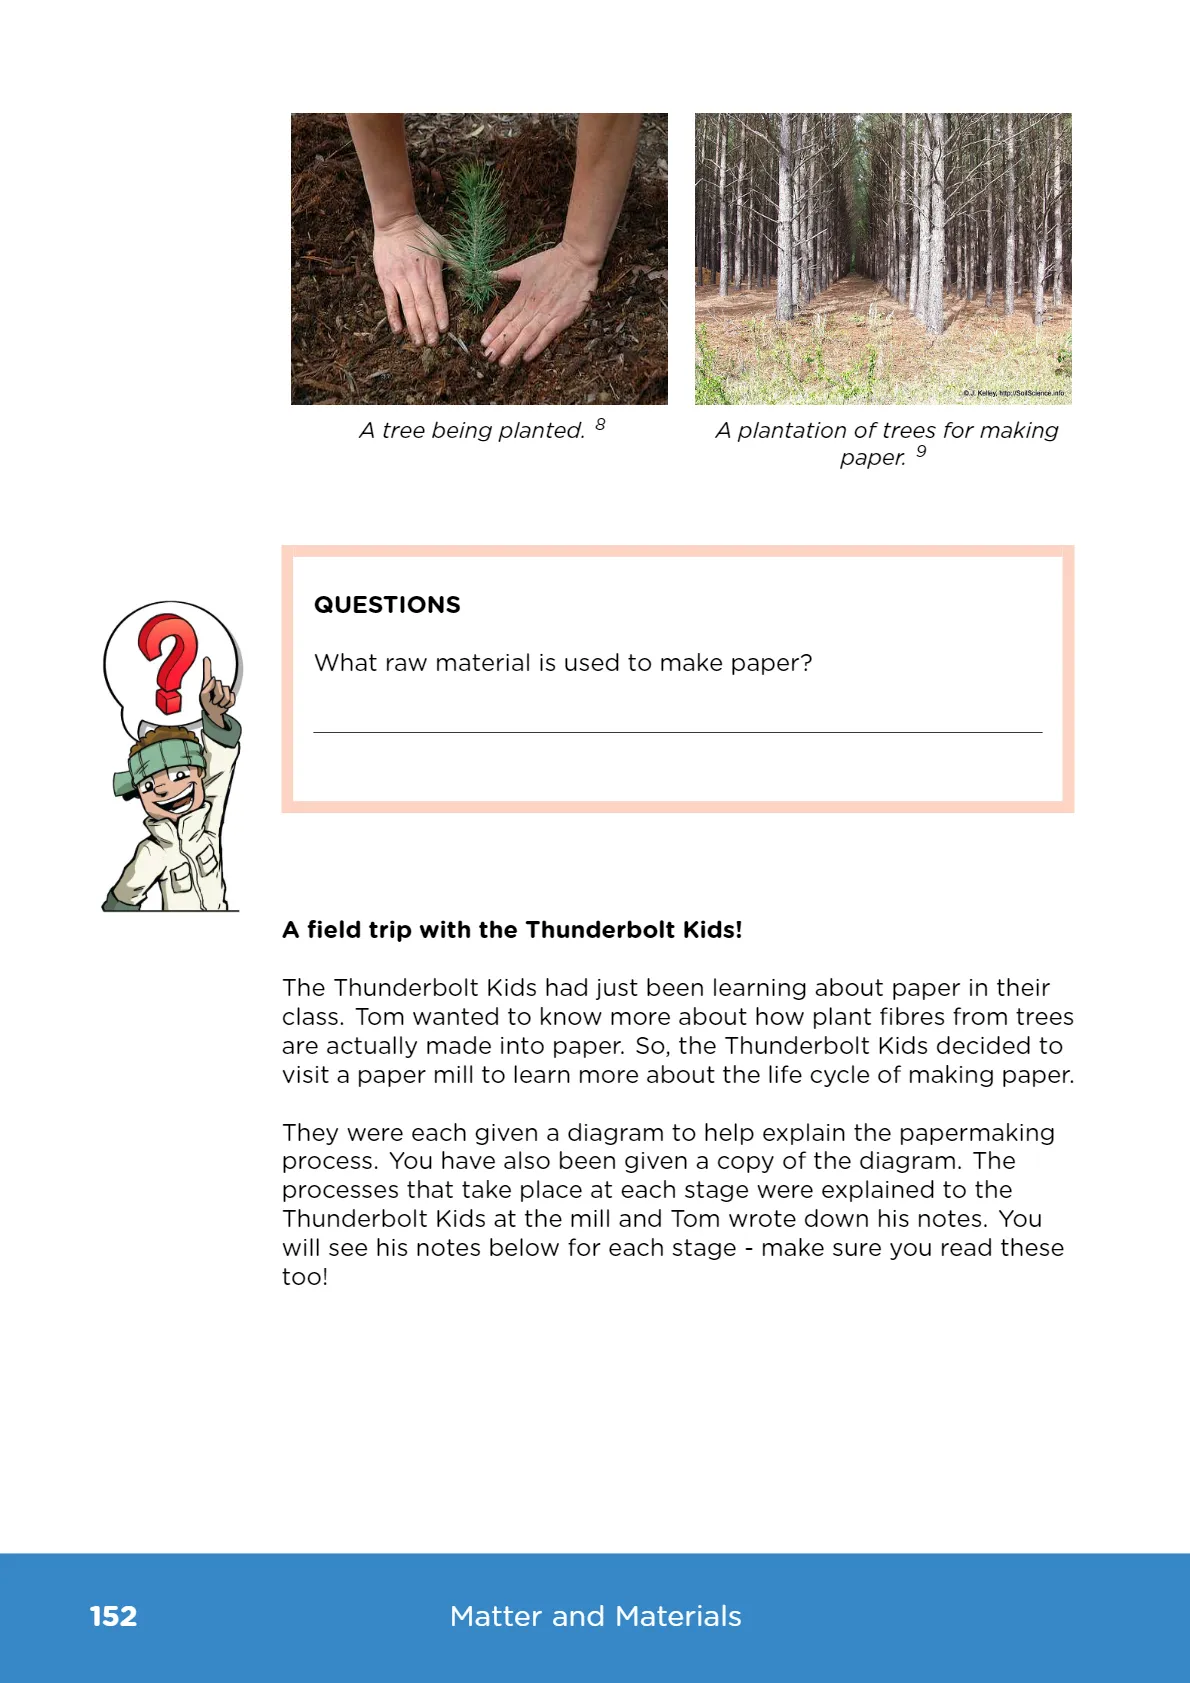 © J. Kelley, http://SoilScience.info
A tree being planted. 8
A plantation of trees for making
paper. 9
QUESTIONS
What raw material is used to make paper?
A field trip with the Thunderbolt Kids!
The Thunderbolt Kids had just been learning about paper in their
class. Tom wanted to know more about how plant fibres from trees
are actually made into paper. So, the Thunderbolt Kids decided to
visit a paper mill to learn more about the life cycle of making paper.
They were each given a diagram to help explain the papermaking
process. You have also been given a copy of the diagram. The
processes that take place at each stage were explained to the
Thunderbolt Kids at the mill and Tom wrote down his notes. You
will see his notes below for each stage - make sure you read these
too!
152
Matter and Materials